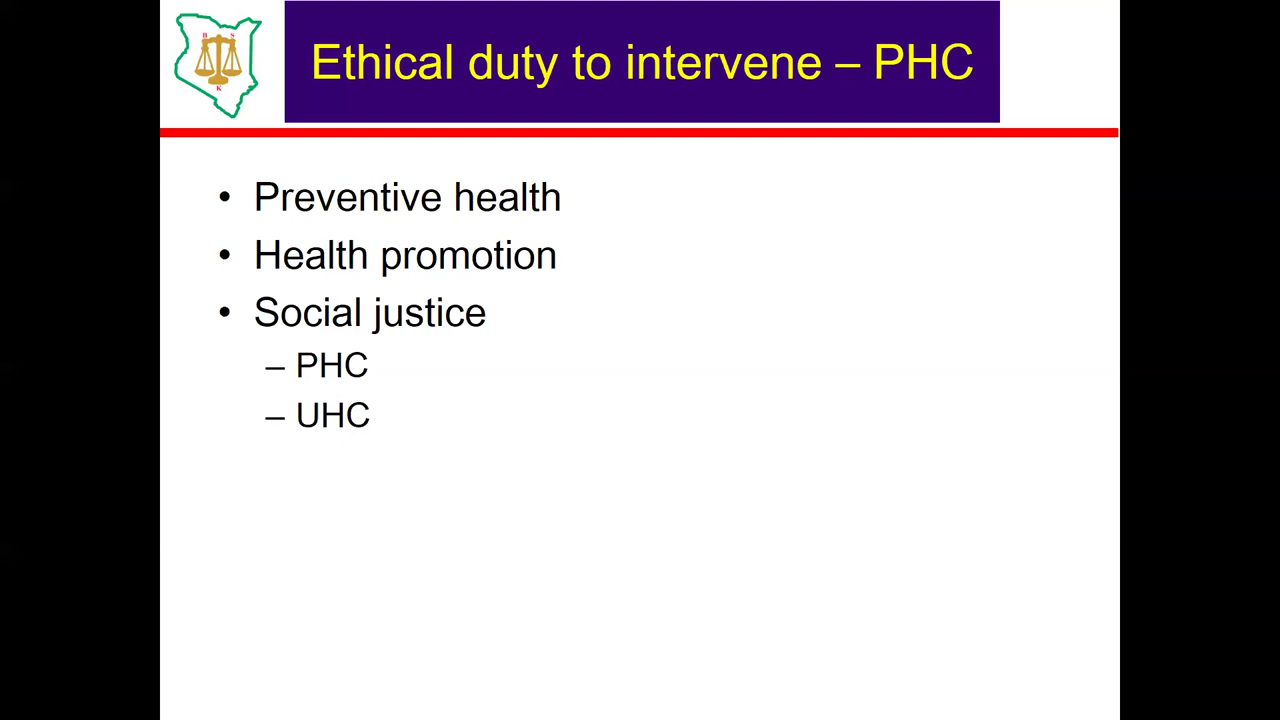 B S
K
Ethical duty to intervene – PHC
• Preventive health
• Health promotion
• Social justice
– PHC
– UHC